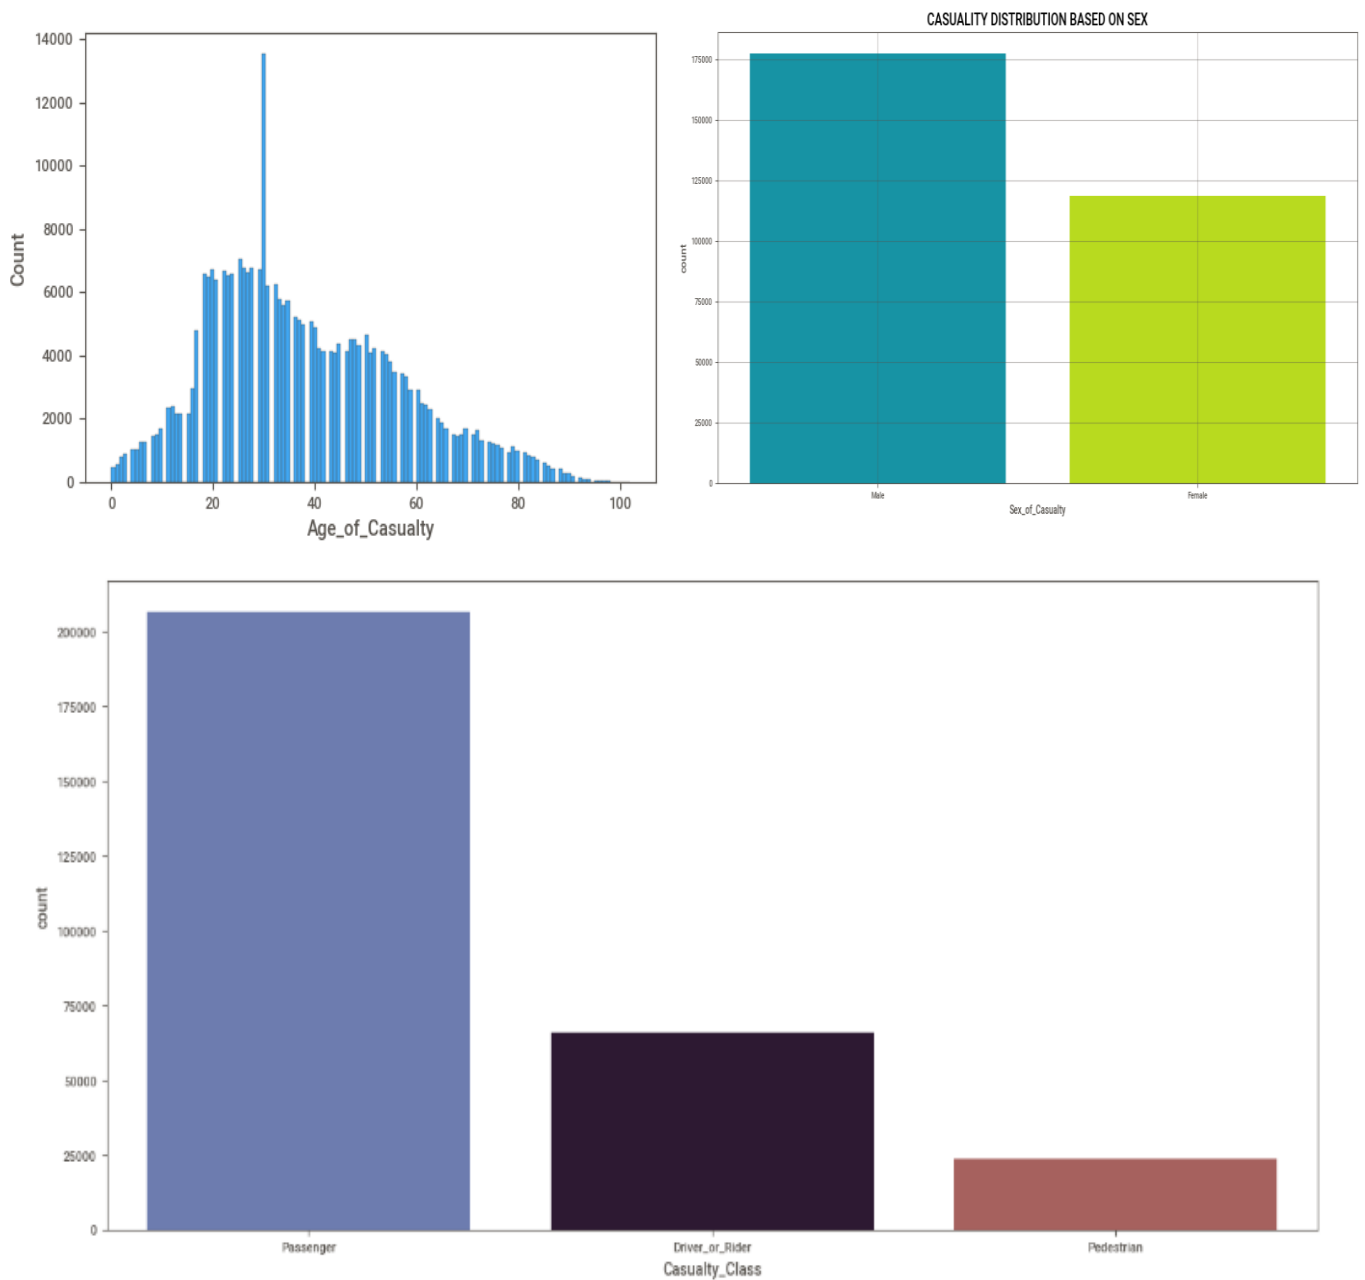 14000
12000
10000
8000
6000
4000
2000
0
Count
0 20 40 60 80 100
Age_of_Casualty
CASUALITY DISTRIBUTION BASED ON SEX
175000
150000
125000
100000
75000
50000
25000
0
count
Male Female
Sex_of_Casualty
200000
175000
150000
125000
100000
75000
50000
25000
0
count
Passenger Driver_or_Rider Pedestrian
Casualty_Class